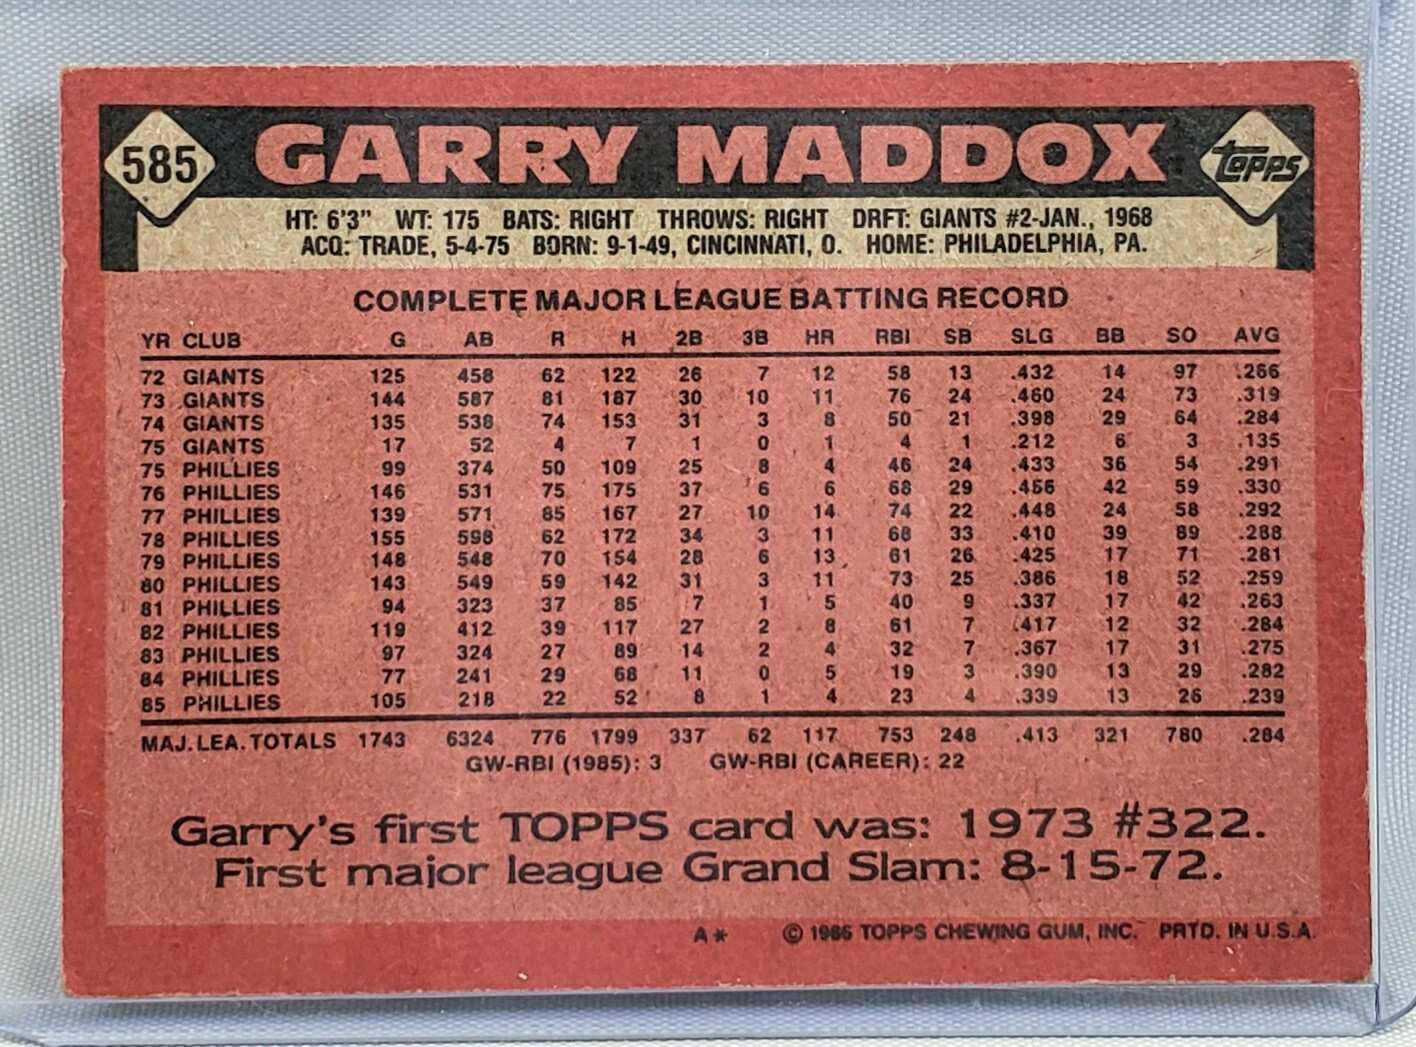 585 GARRY MADDOX topps
HT: 6'3" WT: 175 BATS: RIGHT THROWS: RIGHT DRFT: GIANTS #2-JAN., 1968
ACQ: TRADE, 5-4-75 BORN: 9-1-49, CINCINNATI, O. HOME: PHILADELPHIA, PA.
COMPLETE MAJOR LEAGUE BATTING RECORD
YR CLUB G AB R H 2B 3B HR RBI SB SLG BB SO AVG
72 GIANTS 125 458 62 122 26 7 12 58 13 .432 14 97 .266
73 GIANTS 144 587 81 187 30 10 11 76 24 .460 24 73 .319
74 GIANTS 135 538 74 153 31 3 8 50 21 .398 29 64 .284
75 GIANTS 17 52 4 7 1 0 1 4 1 .212 6 3 .135
75 PHILLIES 99 374 50 109 25 8 4 46 24 .433 36 54 .291
76 PHILLIES 146 531 75 175 37 6 6 68 29 .456 42 59 .330
77 PHILLIES 139 571 85 167 27 10 14 74 22 .448 24 58 .292
78 PHILLIES 155 598 62 172 34 3 11 68 33 .410 39 89 .288
79 PHILLIES 148 548 70 154 28 6 13 61 26 .425 17 71 .281
80 PHILLIES 143 549 59 142 31 3 11 73 25 .386 18 52 .259
81 PHILLIES 94 323 37 85 7 1 5 40 9 .337 17 42 .263
82 PHILLIES 119 412 39 117 27 2 8 61 7 .417 12 32 .284
83 PHILLIES 97 324 27 89 14 2 4 32 7 .367 17 31 .275
84 PHILLIES 77 241 29 68 11 0 5 19 3 .390 13 29 .282
85 PHILLIES 105 218 22 52 8 1 4 23 4 .339 13 26 .239
MAJ. LEA. TOTALS 1743 6324 776 1799 337 62 117 753 248 .413 321 780 .284
GW-RBI (1985): 3 GW-RBI (CAREER): 22
Garry's first TOPPS card was: 1973 #322.
First major league Grand Slam: 8-15-72.
A* © 1986 TOPPS CHEWING GUM, INC. PRTD. IN U.S.A.